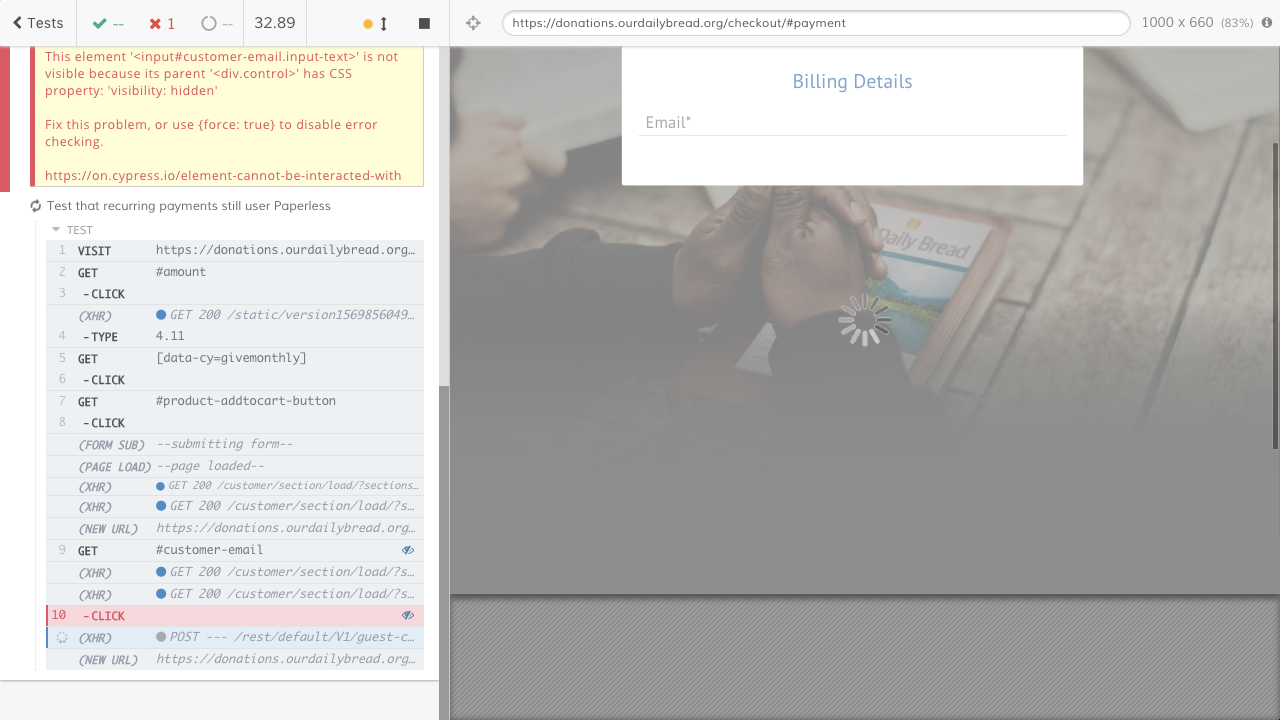 Tests -- 1 -- 32.89 https://donations.ourdailybread.org/checkout/#payment 1000 x 660 (83%)
This element '<input#customer-email.input-text>' is not
visible because its parent '<div.control>' has CSS
property: 'visibility: hidden'
Fix this problem, or use {force: true} to disable error
checking.
https://on.cypress.io/element-cannot-be-interacted-with
Test that recurring payments still user Paperless
TEST
1 VISIT https://donations.ourdailybread.org…
2 GET #amount
3 -CLICK
(XHR) GET 200 /static/version1569856049…
4 -TYPE 4.11
5 GET [data-cy=givemonthly]
6 -CLICK
7 GET #product-addtocart-button
8 -CLICK
(FORM SUB) --submitting form--
(PAGE LOAD) --page loaded--
(XHR) GET 200 /customer/section/load/?sections…
(XHR) GET 200 /customer/section/load/?s…
(NEW URL) https://donations.ourdailybread.org…
9 GET #customer-email
(XHR) GET 200 /customer/section/load/?s…
(XHR) GET 200 /customer/section/load/?s…
10 -CLICK
(XHR) POST --- /rest/default/V1/guest-c…
(NEW URL) https://donations.ourdailybread.org…
Billing Details
Email*
Daily Bread